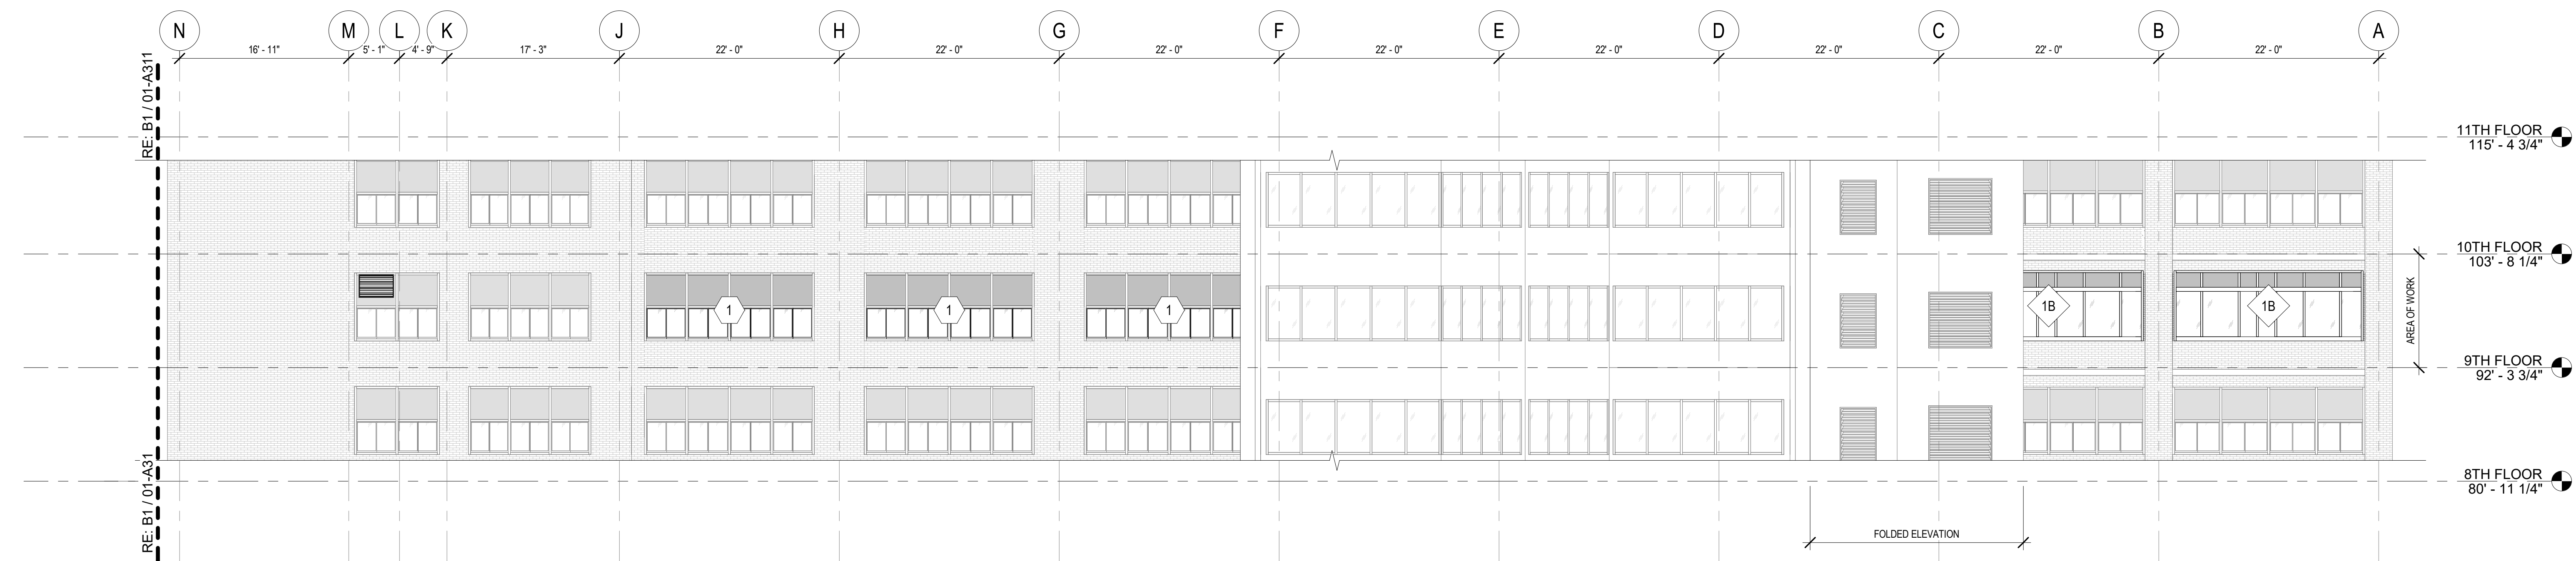 N M L K J H G F E D C B A
16' - 11" 5' - 1" 4' - 9" 17' - 3" 22' - 0" 22' - 0" 22' - 0" 22' - 0" 22' - 0" 22' - 0" 22' - 0" 22' - 0"
RE: B1 / 01-A311
11TH FLOOR
115' - 4 3/4"
10TH FLOOR
103' - 8 1/4"
1 1 1 1B 1B
AREA OF WORK
9TH FLOOR
92' - 3 3/4"
RE: B1 / 01-A31
8TH FLOOR
80' - 11 1/4"
FOLDED ELEVATION